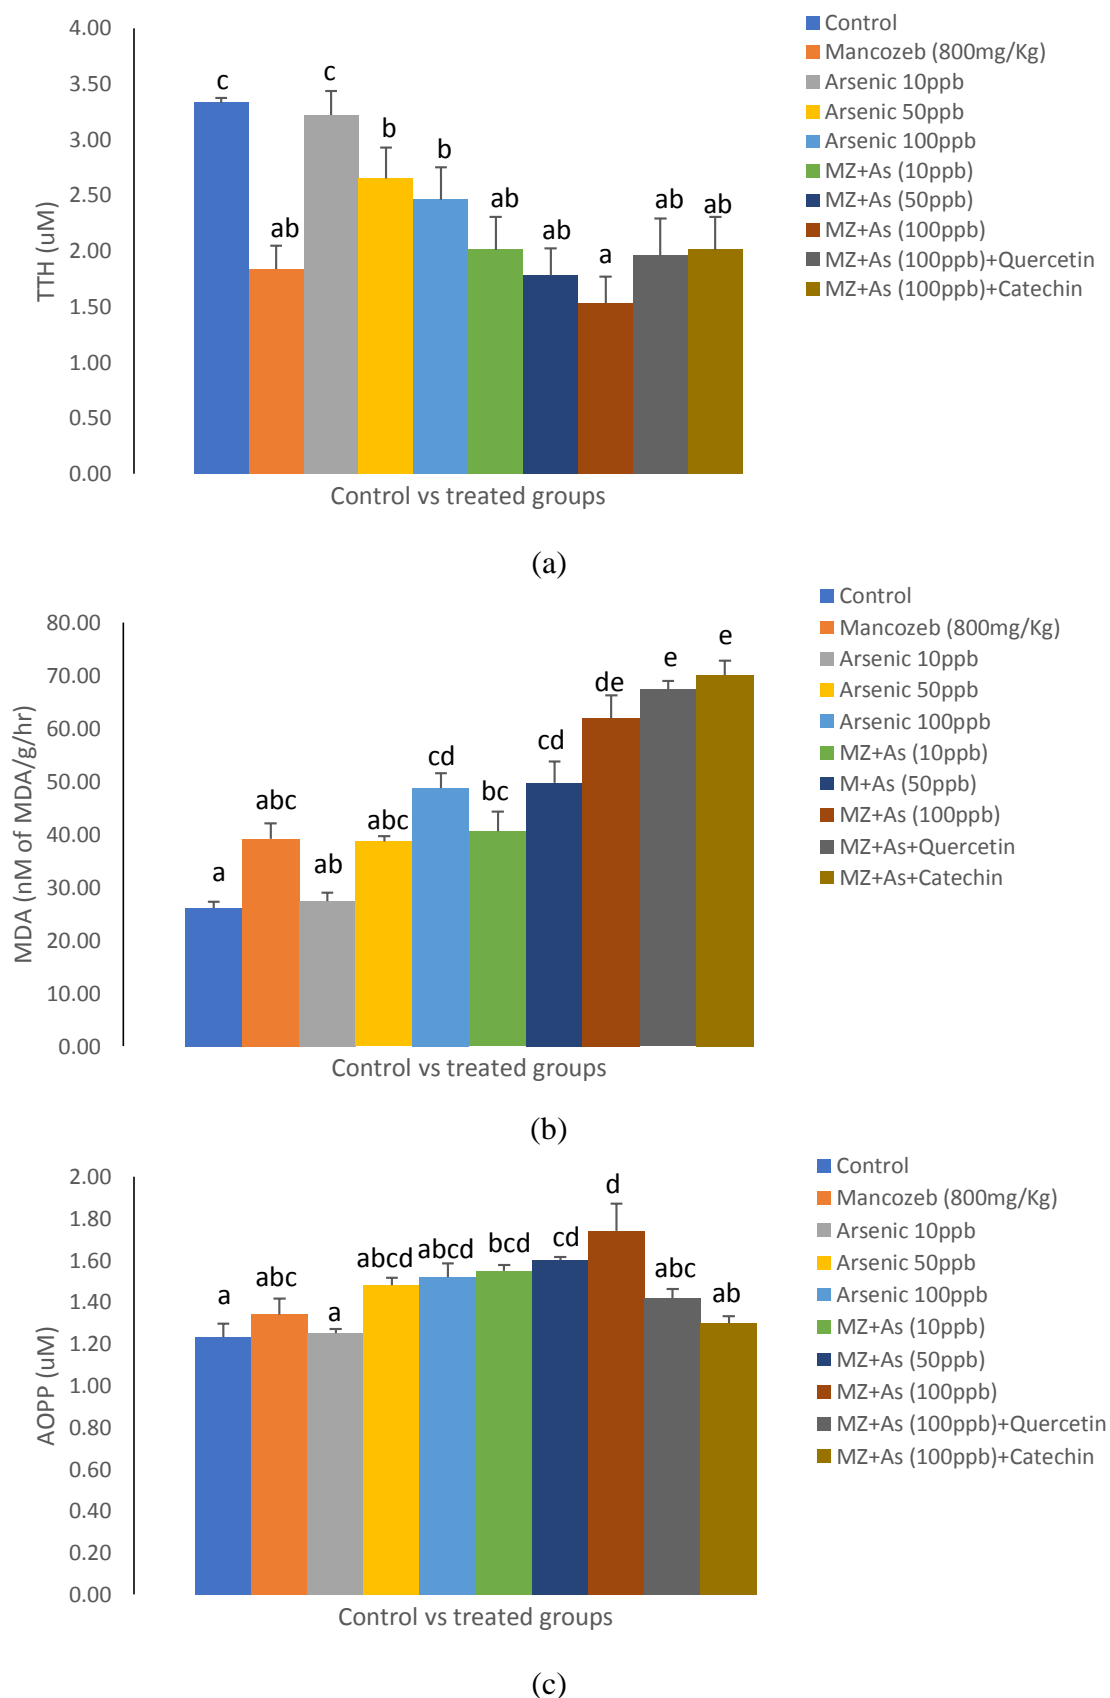 4.00
3.50
3.00
2.50
2.00
1.50
1.00
0.50
0.00
TTH (uM)
c
ab
c
b
b
ab
ab
a
ab
ab
Control vs treated groups
Control
Mancozeb (800mg/Kg)
Arsenic 10ppb
Arsenic 50ppb
Arsenic 100ppb
MZ+As (10ppb)
MZ+As (50ppb)
MZ+As (100ppb)
MZ+As (100ppb)+Quercetin
MZ+As (100ppb)+Catechin
(a)
80.00
70.00
60.00
50.00
40.00
30.00
20.00
10.00
0.00
MDA (nM of MDA/g/hr)
a
abc
ab
abc
cd
bc
cd
de
e
e
Control vs treated groups
Control
Mancozeb (800mg/Kg)
Arsenic 10ppb
Arsenic 50ppb
Arsenic 100ppb
MZ+As (10ppb)
M+As (50ppb)
MZ+As (100ppb)
MZ+As+Quercetin
MZ+As+Catechin
(b)
2.00
1.80
1.60
1.40
1.20
1.00
0.80
0.60
0.40
0.20
0.00
AOPP (uM)
a
abc
a
abcd
abcd
bcd
cd
d
abc
ab
Control vs treated groups
Control
Mancozeb (800mg/Kg)
Arsenic 10ppb
Arsenic 50ppb
Arsenic 100ppb
MZ+As (10ppb)
MZ+As (50ppb)
MZ+As (100ppb)
MZ+As (100ppb)+Quercetin
MZ+As (100ppb)+Catechin
(c)